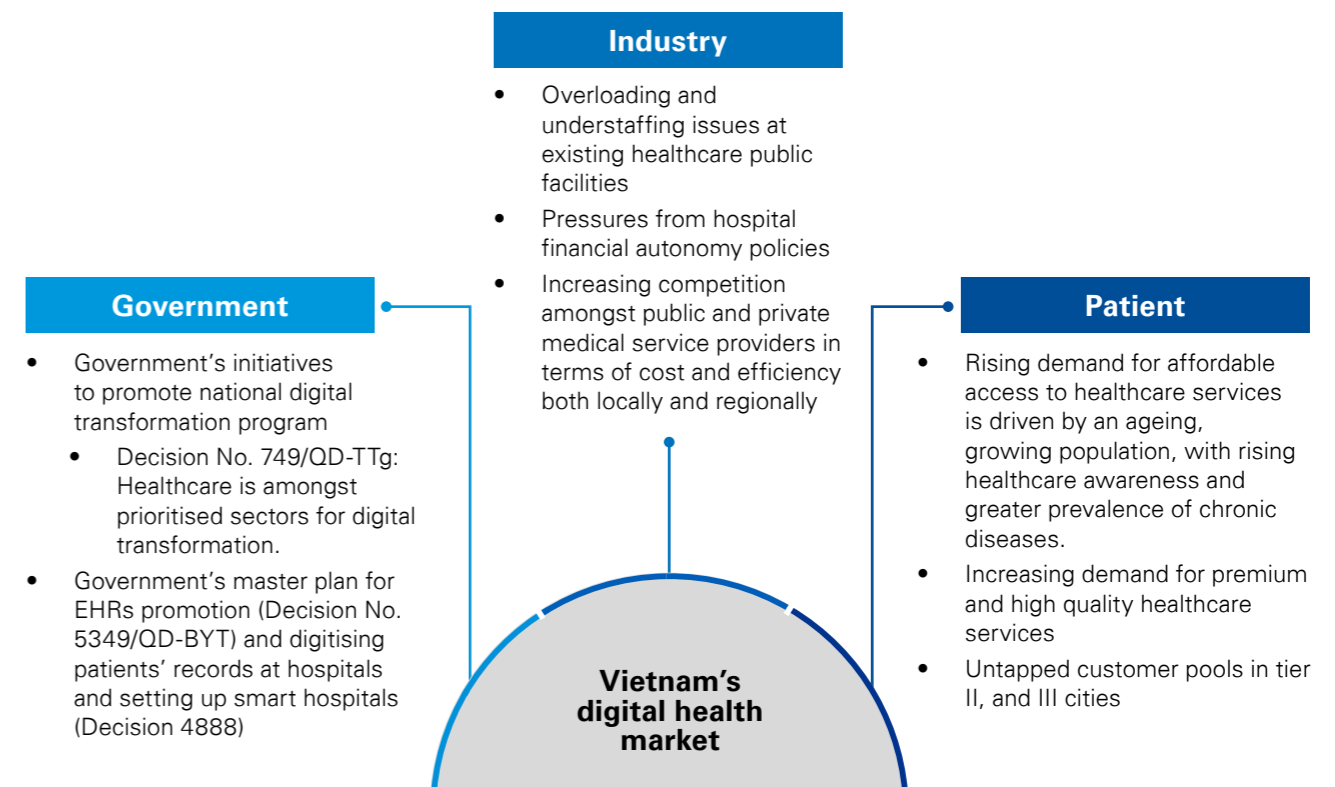 Industry
• Overloading and
understaffing issues at
existing healthcare public
facilities
• Pressures from hospital
financial autonomy policies
• Increasing competition
amongst public and private
medical service providers in
terms of cost and efficiency
both locally and regionally
Government
• Government’s initiatives
to promote national digital
transformation program
• Decision No. 749/QD-TTg:
Healthcare is amongst
prioritised sectors for digital
transformation.
• Government’s master plan for
EHRs promotion (Decision No.
5349/QD-BYT) and digitising
patients’ records at hospitals
and setting up smart hospitals
(Decision 4888)
Patient
• Rising demand for affordable
access to healthcare services
is driven by an ageing,
growing population, with rising
healthcare awareness and
greater prevalence of chronic
diseases.
• Increasing demand for premium
and high quality healthcare
services
• Untapped customer pools in tier
II, and III cities
Vietnam’s
digital health
market